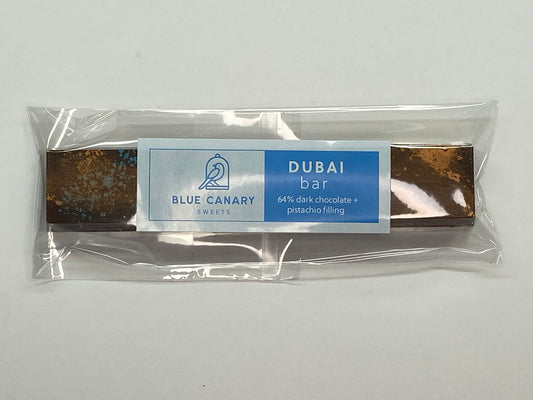 BLUE CANARY
SWEETS
DUBAI
bar
64% dark chocolate +
pistachio filling